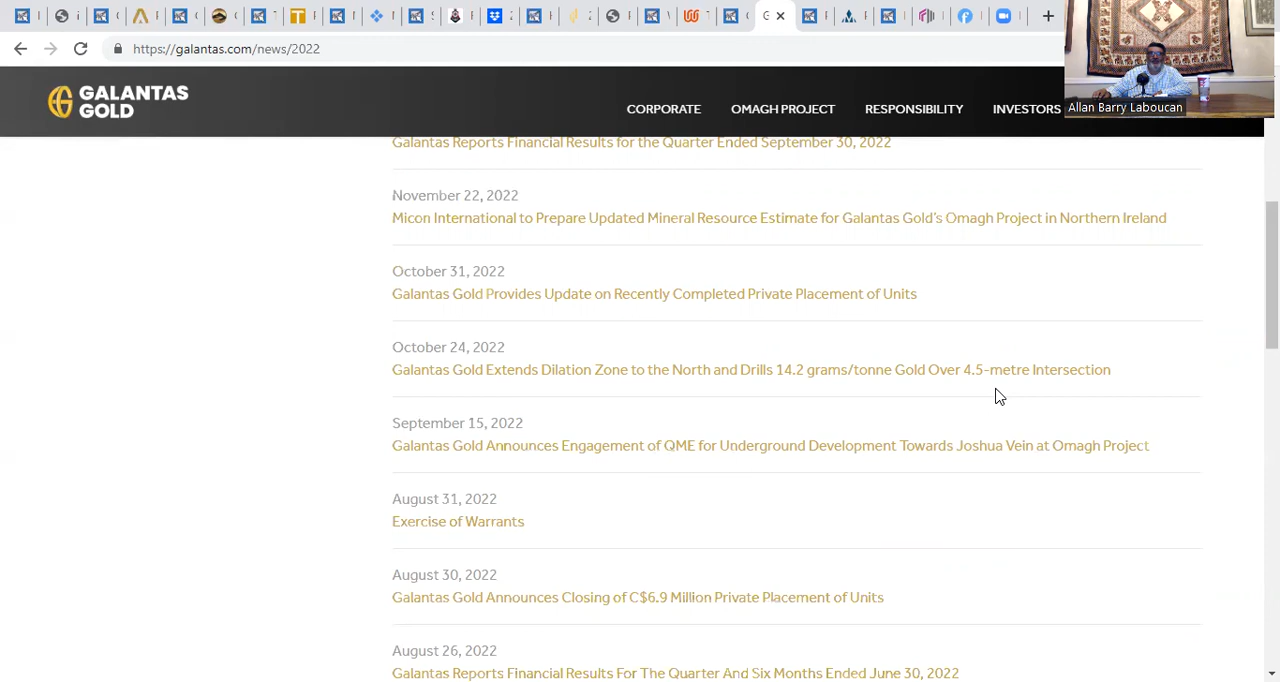 https://galantas.com/news/2022
GALANTAS
GOLD
CORPORATE
OMAGH PROJECT
RESPONSIBILITY
INVESTORS
Allan Barry Laboucan
Galantas Reports Financial Results for the Quarter Ended September 30, 2022
November 22, 2022
Micon International to Prepare Updated Mineral Resource Estimate for Galantas Gold's Omagh Project in Northern Ireland
October 31, 2022
Galantas Gold Provides Update on Recently Completed Private Placement of Units
October 24, 2022
Galantas Gold Extends Dilation Zone to the North and Drills 14.2 grams/tonne Gold Over 4.5-metre Intersection
September 15, 2022
Galantas Gold Announces Engagement of QME for Underground Development Towards Joshua Vein at Omagh Project
August 31, 2022
Exercise of Warrants
August 30, 2022
Galantas Gold Announces Closing of C$6.9 Million Private Placement of Units
August 26, 2022
Galantas Reports Financial Results For The Quarter And Six Months Ended June 30, 2022